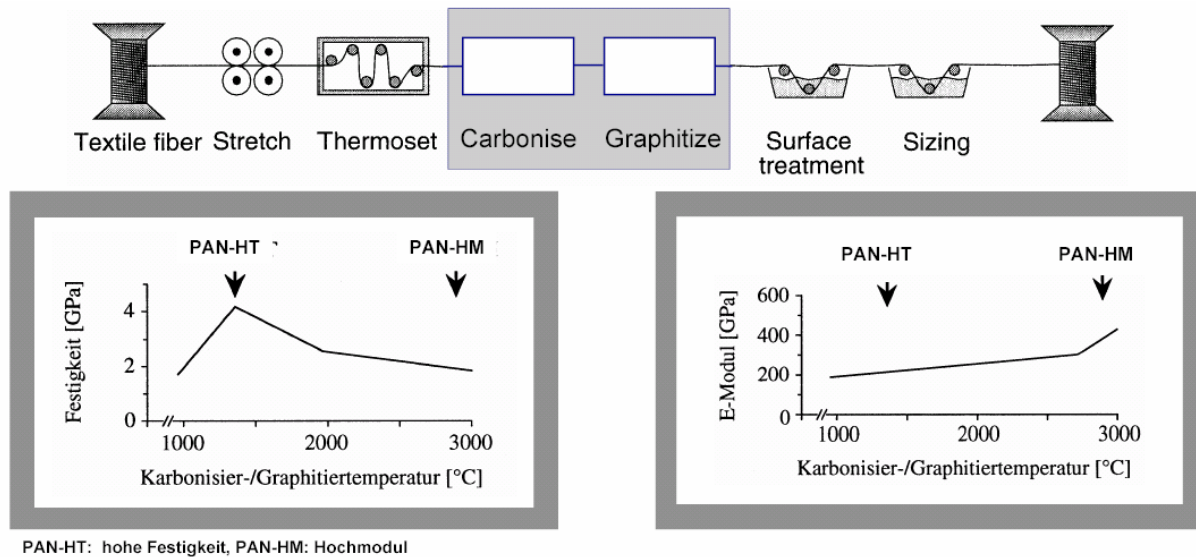 Textile fiber
Stretch
Thermoset
Carbonise
Graphitize
Surface
treatment
Sizing
PAN-HT
PAN-HM
Festigkeit [GPa]
4
2
0
1000
2000
3000
Karbonisier-/Graphitiertemperatur [°C]
PAN-HT
PAN-HM
E-Modul [GPa]
600
400
200
0
1000
2000
3000
Karbonisier-/Graphitiertemperatur [°C]
PAN-HT: hohe Festigkeit, PAN-HM: Hochmodul